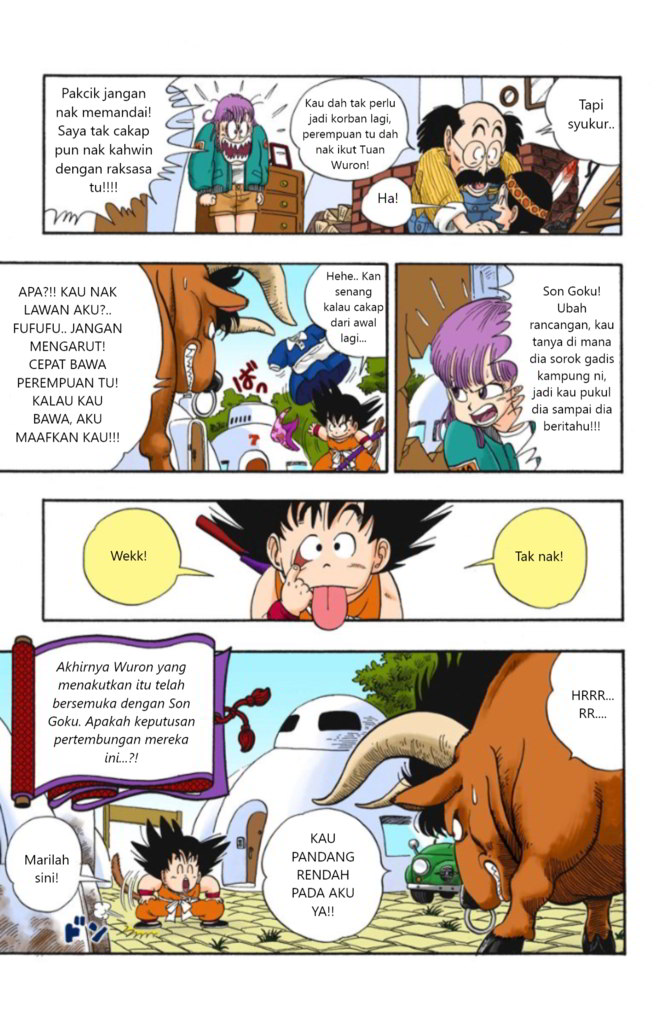 Pakcik jangan
nak memandai!
Saya tak cakap
pun nak kahwin
dengan raksasa
tu!!!!
Kau dah tak perlu
jadi korban lagi,
perempuan tu dah
nak ikut Tuan
Wuron!
Ha!
Tapi
syukur..
APA?!! KAU NAK
LAWAN AKU?..
FUFUFU.. JANGAN
MENGARUT!
CEPAT BAWA
PEREMPUAN TU!
KALAU KAU
BAWA, AKU
MAAFKAN KAU!!!
Hehe.. Kan
senang
kalau cakap
dari awal
lagi...
ぼっ
Son Goku!
Ubah
rancangan, kau
tanya di mana
dia sorok gadis
kampung ni,
jadi kau pukul
dia sampai dia
beritahu!!!
Wekk!
Tak nak!
Akhirnya Wuron yang
menakutkan itu telah
bersemuka dengan Son
Goku. Apakah keputusan
pertembungan mereka
ini...?!
HRRR...
RR....
Marilah
sini!
KAU
PANDANG
RENDAH
PADA AKU
YA!!
ドン